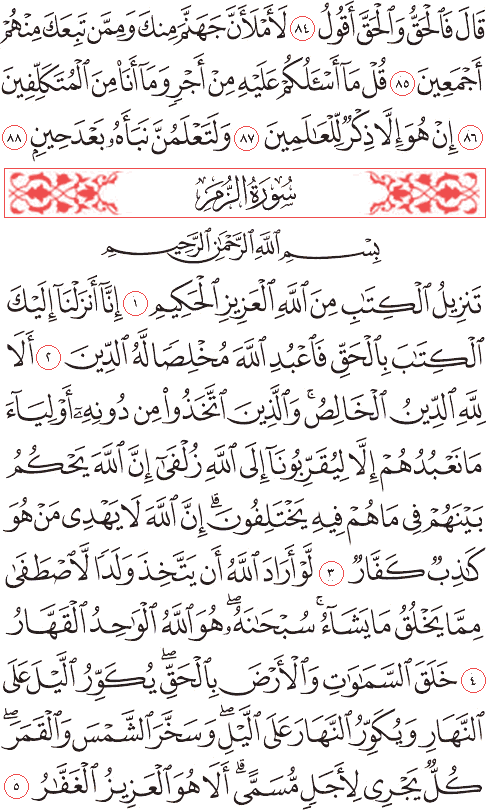 قَالَ فَٱلْحَقُّ وَٱلْحَقَّ أَقُولُ ٨٤ لَأَمْلَأَنَّ جَهَنَّمَ مِنكَ وَمِمَّن تَبِعَكَ مِنْهُمْ
أَجْمَعِينَ ٨٥ قُلْ مَآ أَسْـَٔلُكُمْ عَلَيْهِ مِنْ أَجْرٍ وَمَآ أَنَا۠ مِنَ ٱلْمُتَكَلِّفِينَ
٨٦ إِنْ هُوَ إِلَّا ذِكْرٌ لِّلْعَٰلَمِينَ ٨٧ وَلَتَعْلَمُنَّ نَبَأَهُۥ بَعْدَ حِينٍۭ ٨٨
سُورَةُ الزُّمَرِ
بِسْمِ ٱللَّهِ ٱلرَّحْمَٰنِ ٱلرَّحِيمِ
تَنزِيلُ ٱلْكِتَٰبِ مِنَ ٱللَّهِ ٱلْعَزِيزِ ٱلْحَكِيمِ ١ إِنَّآ أَنزَلْنَآ إِلَيْكَ
ٱلْكِتَٰبَ بِٱلْحَقِّ فَٱعْبُدِ ٱللَّهَ مُخْلِصًا لَّهُ ٱلدِّينَ ٢ أَلَا
لِلَّهِ ٱلدِّينُ ٱلْخَالِصُ ۚ وَٱلَّذِينَ ٱتَّخَذُوا۟ مِن دُونِهِۦٓ أَوْلِيَآءَ
مَا نَعْبُدُهُمْ إِلَّا لِيُقَرِّبُونَآ إِلَى ٱللَّهِ زُلْفَىٰٓ إِنَّ ٱللَّهَ يَحْكُمُ
بَيْنَهُمْ فِى مَا هُمْ فِيهِ يَخْتَلِفُونَ ۗ إِنَّ ٱللَّهَ لَا يَهْدِى مَنْ هُوَ
كَٰذِبٌ كَفَّارٌ ٣ لَّوْ أَرَادَ ٱللَّهُ أَن يَتَّخِذَ وَلَدًا لَّٱصْطَفَىٰ
مِمَّا يَخْلُقُ مَا يَشَآءُ ۚ سُبْحَٰنَهُۥ ۖ هُوَ ٱللَّهُ ٱلْوَٰحِدُ ٱلْقَهَّارُ
٤ خَلَقَ ٱلسَّمَٰوَٰتِ وَٱلْأَرْضَ بِٱلْحَقِّ ۖ يُكَوِّرُ ٱلَّيْلَ عَلَى
ٱلنَّهَارِ وَيُكَوِّرُ ٱلنَّهَارَ عَلَى ٱلَّيْلِ ۖ وَسَخَّرَ ٱلشَّمْسَ وَٱلْقَمَرَ ۖ
كُلٌّ يَجْرِى لِأَجَلٍ مُّسَمًّى ۗ أَلَا هُوَ ٱلْعَزِيزُ ٱلْغَفَّٰرُ ٥